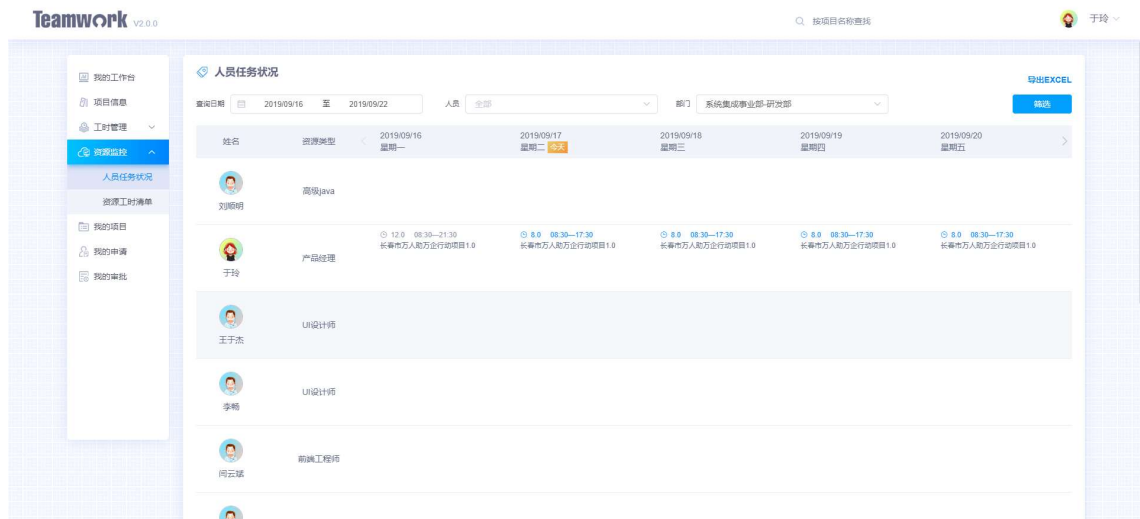 Teamwork V2.0.0
按项目名称查找
于玲
我的工作台
项目信息
工时管理
资源监控
人员任务状况
资源工时清单
我的项目
我的申请
我的审批
人员任务状况
导出EXCEL
查询日期 2019/09/16 至 2019/09/22 人员 全部 部门 系统集成事业部-研发部 筛选
姓名 资源类型 2019/09/16 2019/09/17 2019/09/18 2019/09/19 2019/09/20
星期一 星期二 今天 星期三 星期四 星期五
刘顺明 高级java
12.0 08:30—21:30 8.0 08:30—17:30 8.0 08:30—17:30 8.0 08:30—17:30 8.0 08:30—17:30
长春市万人助万企行动项目1.0 长春市万人助万企行动项目1.0 长春市万人助万企行动项目1.0 长春市万人助万企行动项目1.0 长春市万人助万企行动项目1.0
于玲 产品经理
王于杰 UI设计师
李畅 UI设计师
闫云斌 前端工程师